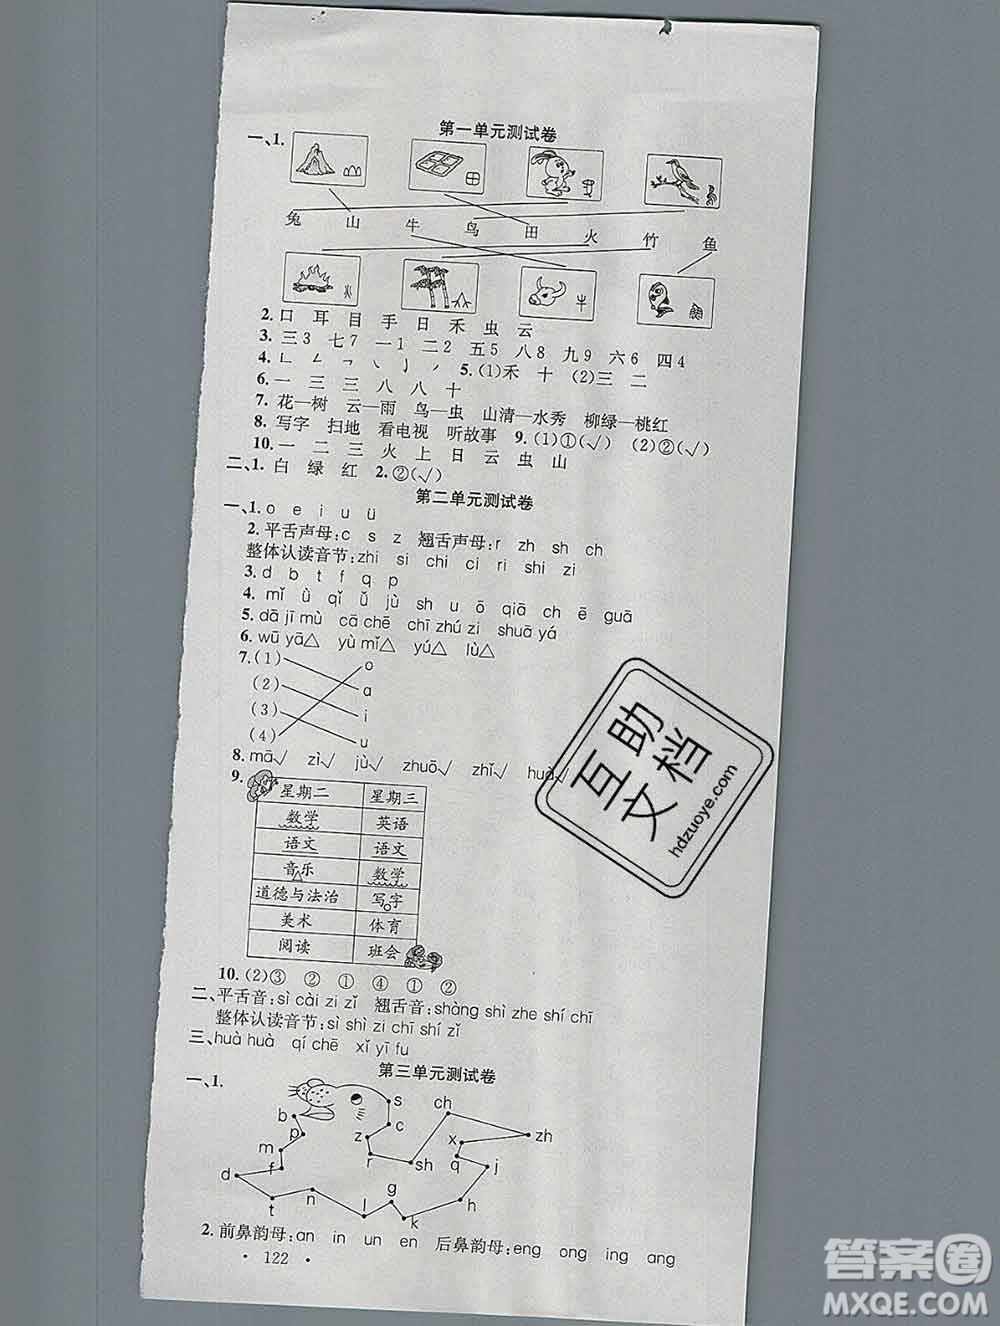 第一单元测试卷
一、1.
兔 山 牛 鸟 田 火 竹 鱼
2. 口 耳 目 手 日 禾 虫 云
3. 三3 七7 一1 二2 五5 八8 九9 六6 四4
5. (1)禾 十 (2)三 二
6. 一 三 三 八 八 十
7. 花—树 云—雨 鸟—虫 山清—水秀 柳绿—桃红
8. 写字 扫地 看电视 听故事 9. (1)①(√) (2)②(√)
10. 一 二 三 火 上 日 云 虫 山
二、1. 白 绿 红 2. ②(√)
第二单元测试卷
一、1. o e i u ü
2. 平舌声母:c s z 翘舌声母:r zh sh ch
整体认读音节:zhi si chi ci ri shi zi
3. d b t f q p
4. mǐ ù qǐ ǔ jù shù ō qiā chē guā
5. dā jī mù cā chē chī zhú zi shuā yá
6. wū yā△ yù mǐ△ lù△
7. (1) o
(2) a
(3) i
(4) u
8. mā√ zì√ jù√ zhuō√ zhǐ√ huà√
9.
星期二 星期三
数学 英语
语文 语文
音乐 数学
道德与法治 写字
美术 体育
阅读 班会
10. (2)③ ② ① ④ ① ②
二、平舌音:sì cài zi zǐ 翘舌音:shàng shì zhe shí chī
整体认读音节:sì shì zi chī shí zǐ
三、huà huà qí chē xǐ yī fu
第三单元测试卷
一、1.
b p m f d t n l g k h j q x zh ch sh r z c s
2. 前鼻韵母:an in un en 后鼻韵母:eng ong ing ang
• 122 •
互助文档
hdzuoye.com
答案圈
MXQE.COM